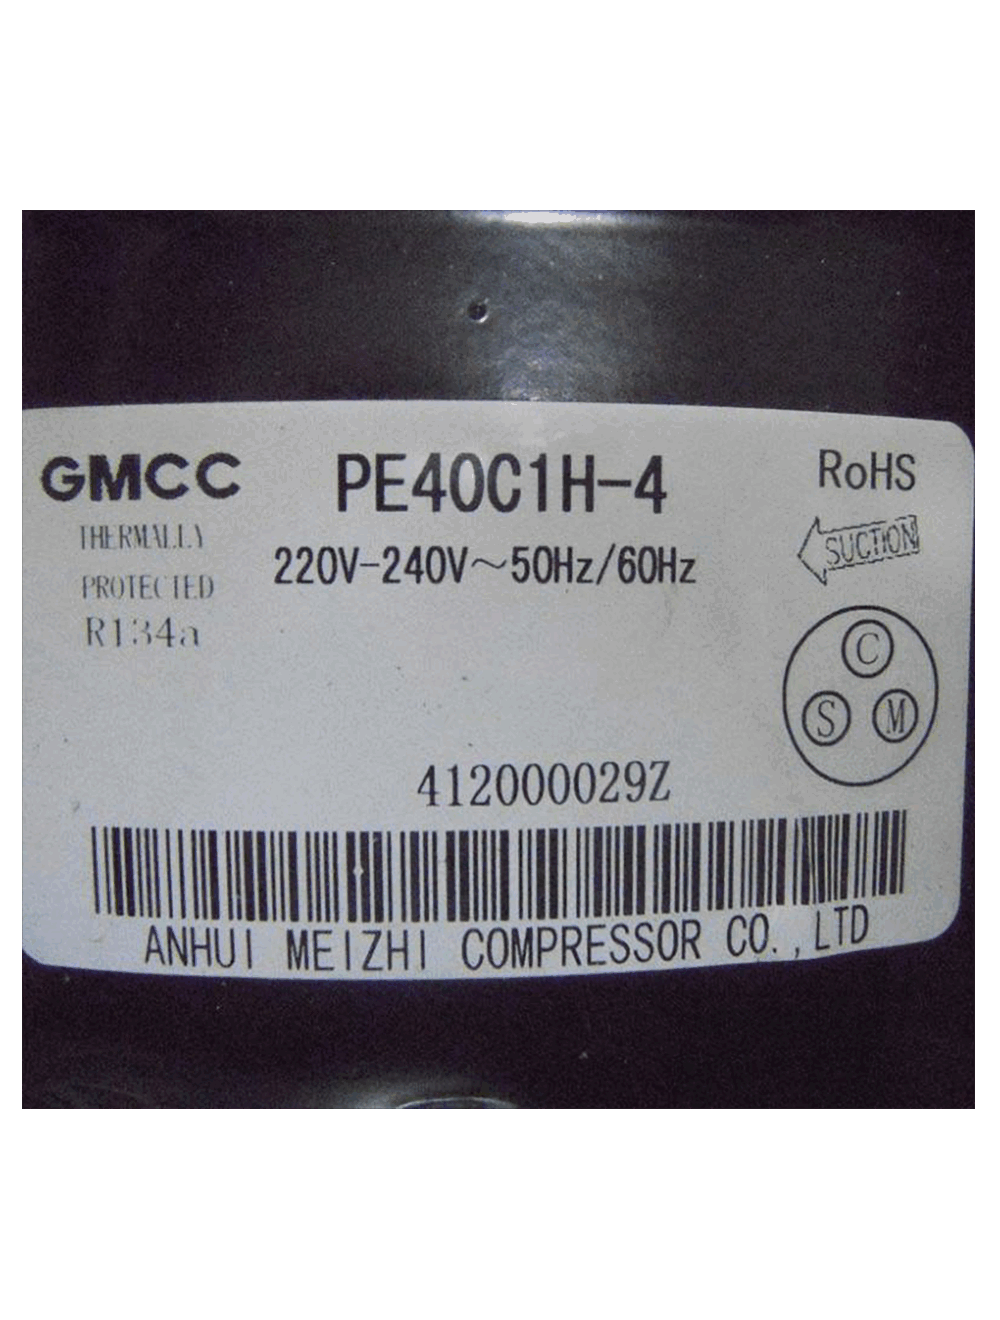 GMCC
PE40C1H-4
RoHS
THERMALLY
PROTECTED
R134a
220V-240V～50Hz/60Hz
SUCTION
C
S M
412000029Z
ANHUI MEIZHI COMPRESSOR CO.,LTD